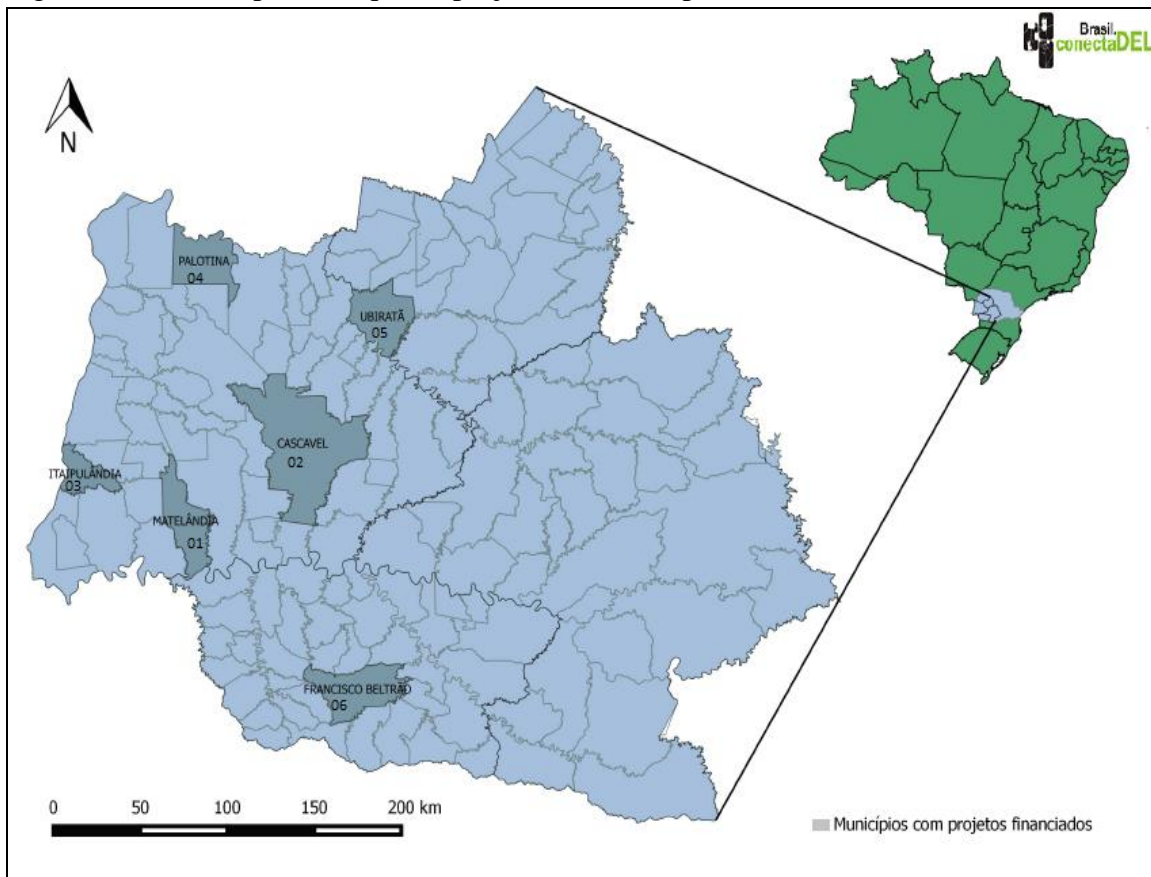 Brasil.
conectaDEL
N
PALOTINA
04
UBIRATÃ
05
CASCAVEL
02
ITAIPULÂNDIA
03
MATELÂNDIA
01
FRANCISCO BELTRÃO
06
0 50 100 150 200 km
Municípios com projetos financiados